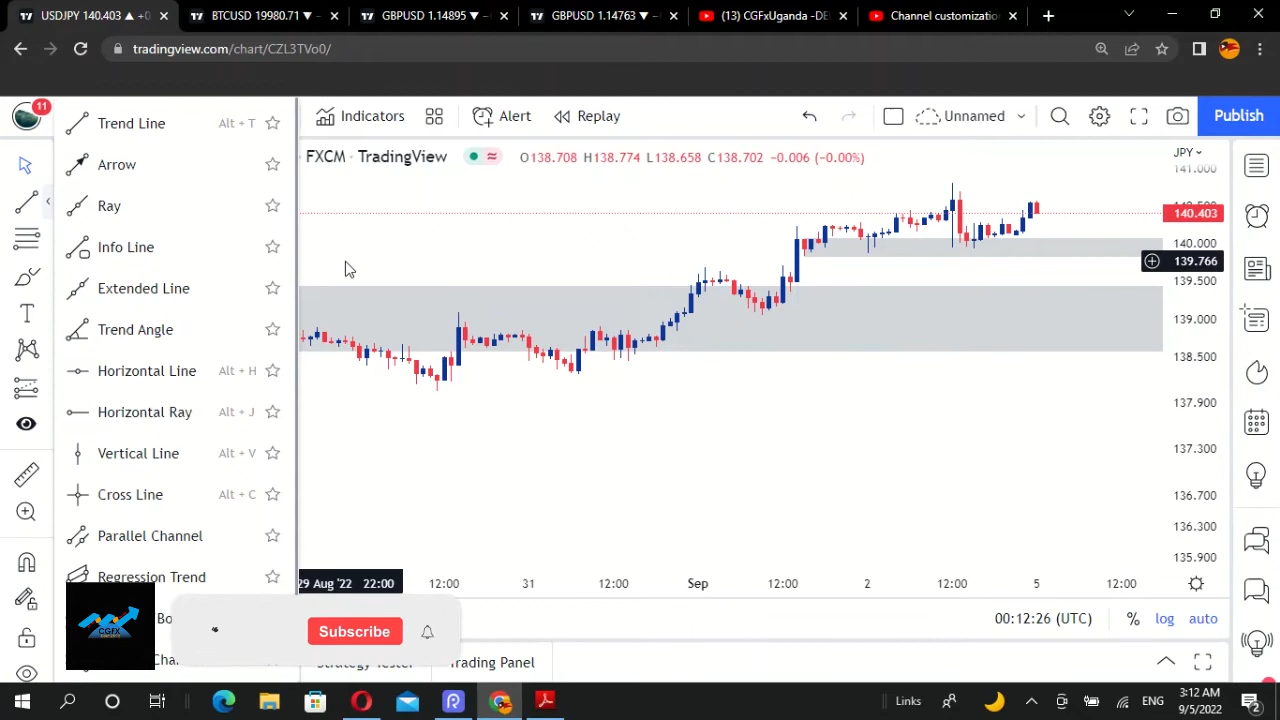 USDJPY 140.403 ▲ +0
BTCUSD 19980.71 ▼
GBPUSD 1.14895 ▼
GBPUSD 1.14763 ▼
(13) CGFxUganda -DE
Channel customizatio
tradingview.com/chart/CZL3TVo0/
11
Indicators
Alert
Replay
Unnamed
Publish
FXCM · TradingView
O138.708 H138.774 L138.658 C138.702 −0.006 (−0.00%)
JPY
Trend Line Alt + T
Arrow
Ray
Info Line
Extended Line
Trend Angle
Horizontal Line Alt + H
Horizontal Ray Alt + J
Vertical Line Alt + V
Cross Line Alt + C
Parallel Channel
Regression Trend
141.000
140.403
140.000
139.766
139.500
139.000
138.500
137.900
137.300
136.700
136.300
135.900
29 Aug '22 22:00
12:00
31
12:00
Sep
12:00
2
12:00
5
12:00
00:12:26 (UTC)
%
log
auto
CGFX
Subscribe
Strategy Tester
Trading Panel
Links
ENG
3:12 AM
9/5/2022
2